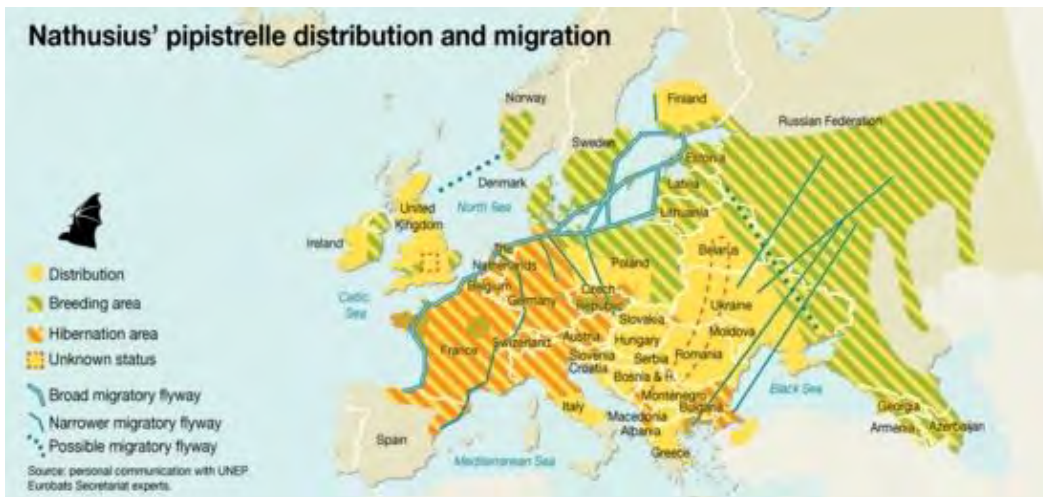 Nathusius' pipistrelle distribution and migration
Finland
Norway
Russian Federation
Sweden
Estonia
Denmark
Latvia
North Sea
Lithuania
United
Kingdom
Ireland
Belarus
The
Netherlands
Poland
Belgium
Germany
Czech
Republic
Celtic
Sea
Ukraine
Slovakia
Moldova
France
Switzerland
Austria
Hungary
Slovenia
Croatia
Serbia
Romania
Bosnia & H.
Black Sea
Montenegro
Bulgaria
Italy
Georgia
Macedonia
Albania
Armenia
Azerbaijan
Spain
Greece
Mediterranean Sea
Distribution
Breeding area
Hibernation area
Unknown status
Broad migratory flyway
Narrower migratory flyway
Possible migratory flyway
Source: personal communication with UNEP
Eurobats Secretariat experts.